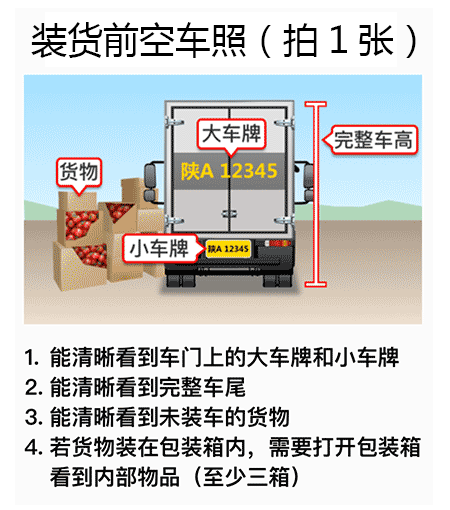 装货前空车照（拍 1 张）
大车牌
完整车高
货物
陕A 12345
小车牌
陕A 12345
1. 能清晰看到车门上的大车牌和小车牌
2. 能清晰看到完整车尾
3. 能清晰看到未装车的货物
4. 若货物装在包装箱内，需要打开包装箱
看到内部物品（至少三箱）